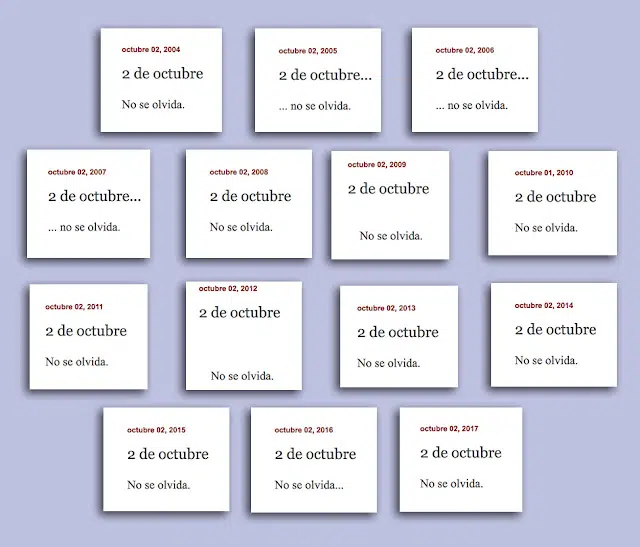 octubre 02, 2004
2 de octubre
No se olvida.
octubre 02, 2005
2 de octubre...
... no se olvida.
octubre 02, 2006
2 de octubre...
... no se olvida.
octubre 02, 2007
2 de octubre...
... no se olvida.
octubre 02, 2008
2 de octubre
No se olvida.
octubre 02, 2009
2 de octubre
No se olvida.
octubre 01, 2010
2 de octubre
No se olvida.
octubre 02, 2011
2 de octubre
No se olvida.
octubre 02, 2012
2 de octubre
No se olvida.
octubre 02, 2013
2 de octubre
No se olvida.
octubre 02, 2014
2 de octubre
No se olvida.
octubre 02, 2015
2 de octubre
No se olvida.
octubre 02, 2016
2 de octubre
No se olvida...
octubre 02, 2017
2 de octubre
No se olvida.